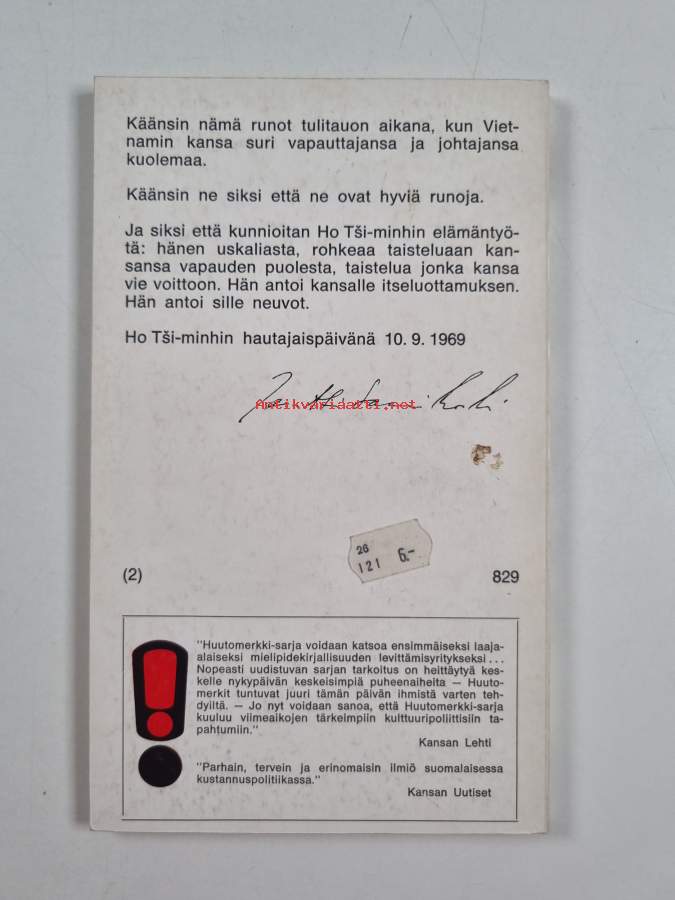 Käänsin nämä runot tulitauon aikana, kun Viet-
namin kansa suri vapauttajansa ja johtajansa
kuolemaa.
Käänsin ne siksi että ne ovat hyviä runoja.
Ja siksi että kunnioitan Ho Tši-minhin elämäntyö-
tä: hänen uskaliasta, rohkeaa taisteluaan kan-
sansa vapauden puolesta, taistelua jonka kansa
vie voittoon. Hän antoi kansalle itseluottamuksen.
Hän antoi sille neuvot.
Ho Tši-minhin hautajaispäivänä 10. 9. 1969
Antikvariaatti.net
26
121 6.-
(2) 829
"Huutomerkki-sarja voidaan katsoa ensimmäiseksi laaja-
alaiseksi mielipidekirjallisuuden levittämisyritykseksi...
Nopeasti uudistuvan sarjan tarkoitus on heittäytyä kes-
kelle nykypäivän keskeisimpiä puheenaiheita — Huuto-
merkit tuntuvat juuri tämän päivän ihmistä varten teh-
dyiltä. — Jo nyt voidaan sanoa, että Huutomerkki-sarja
kuuluu viimeaikojen tärkeimpiin kulttuuripoliittisiin ta-
pahtumiin."
Kansan Lehti
"Parhain, tervein ja erinomaisin ilmiö suomalaisessa
kustannuspolitiikassa."
Kansan Uutiset